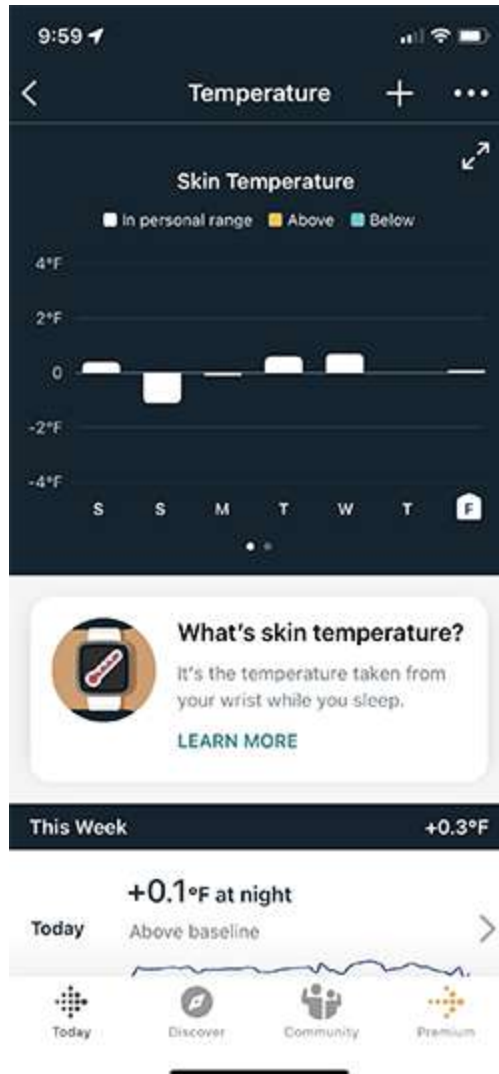 9:59
Temperature
Skin Temperature
In personal range Above Below
4°F
2°F
0
-2°F
-4°F
S S M T W T F
What's skin temperature?
It's the temperature taken from
your wrist while you sleep.
LEARN MORE
This Week +0.3°F
+0.1°F at night
Today Above baseline
Today Discover Community Premium